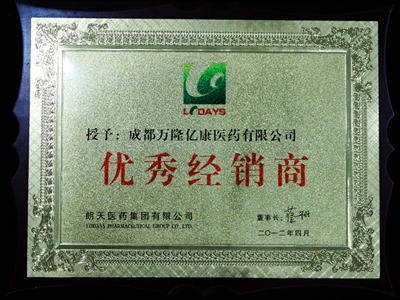 LODAYS
授予：成都万隆亿康医药有限公司
优秀经销商
朗天医药集团有限公司
LODAYS PHARMACEUTICAL GROUP CO., LTD
董事长：
二〇一二年四月